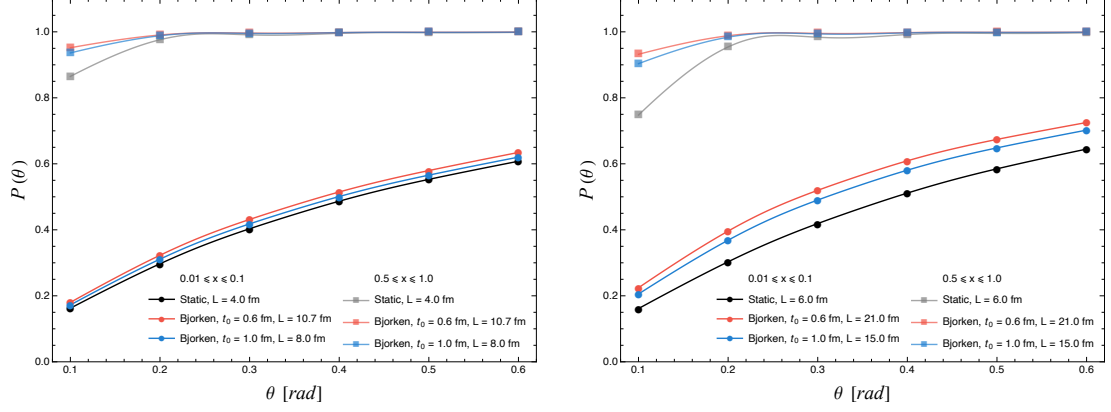 1.0
0.8
0.6
0.4
0.2
0.0
P (θ)
0.01 ⩽ x ⩽ 0.1
0.5 ⩽ x ⩽ 1.0
Static, L = 4.0 fm
Static, L = 4.0 fm
Bjorken, t₀ = 0.6 fm, L = 10.7 fm
Bjorken, t₀ = 0.6 fm, L = 10.7 fm
Bjorken, t₀ = 1.0 fm, L = 8.0 fm
Bjorken, t₀ = 1.0 fm, L = 8.0 fm
0.1 0.2 0.3 0.4 0.5 0.6
θ [rad]
1.0
0.8
0.6
0.4
0.2
0.0
P (θ)
0.01 ⩽ x ⩽ 0.1
0.5 ⩽ x ⩽ 1.0
Static, L = 6.0 fm
Static, L = 6.0 fm
Bjorken, t₀ = 0.6 fm, L = 21.0 fm
Bjorken, t₀ = 0.6 fm, L = 21.0 fm
Bjorken, t₀ = 1.0 fm, L = 15.0 fm
Bjorken, t₀ = 1.0 fm, L = 15.0 fm
0.1 0.2 0.3 0.4 0.5 0.6
θ [rad]